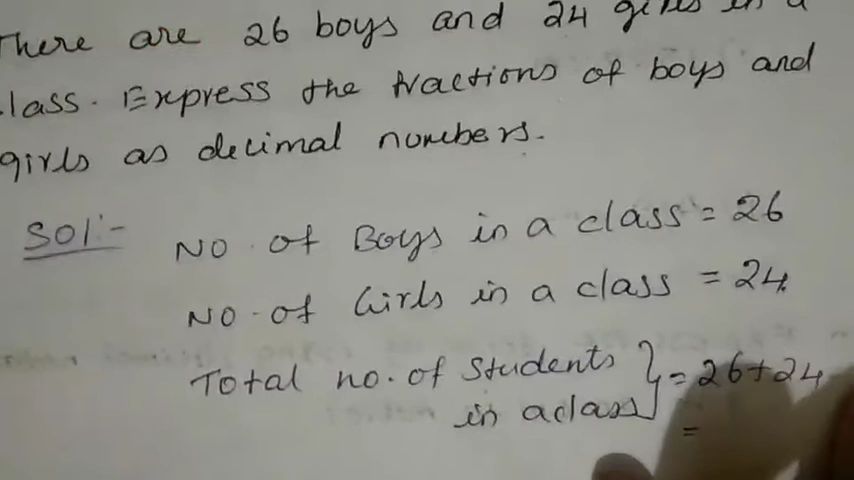 There are 26 boys and 24 girls in a
class. Express the fractions of boys and
girls as decimal numbers.
Sol:-
No. of Boys in a class = 26
No. of Girls in a class = 24.
Total no. of students } = 26+24
in a class
=